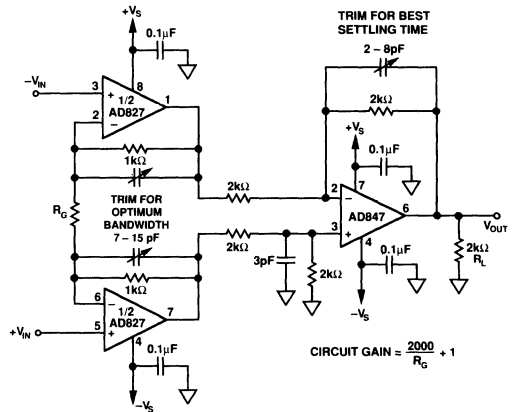 +VS
0.1µF
TRIM FOR BEST
SETTLING TIME
2 – 8pF
–VIN
3
+
8
1/2
AD827
1
2
–
2kΩ
+VS
0.1µF
1kΩ
RG
TRIM FOR
OPTIMUM
BANDWIDTH
7 – 15 pF
2kΩ
2
–
7
AD847
6
VOUT
3
+
4
2kΩ
3pF
2kΩ
0.1µF
2kΩ
RL
–VS
1kΩ
6
–
1/2
AD827
7
+VIN
5
+
4
0.1µF
–VS
CIRCUIT GAIN = 2000/RG + 1